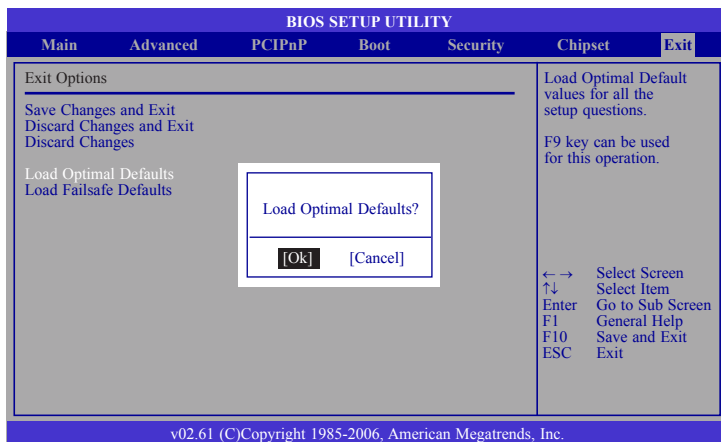 BIOS SETUP UTILITY
Main Advanced PCIPnP Boot Security Chipset Exit
Exit Options
Save Changes and Exit
Discard Changes and Exit
Discard Changes
Load Optimal Defaults
Load Failsafe Defaults
Load Optimal Defaults?
[Ok] [Cancel]
Load Optimal Default
values for all the
setup questions.
F9 key can be used
for this operation.
←→ Select Screen
↑↓ Select Item
Enter Go to Sub Screen
F1 General Help
F10 Save and Exit
ESC Exit
v02.61 (C)Copyright 1985-2006, American Megatrends, Inc.